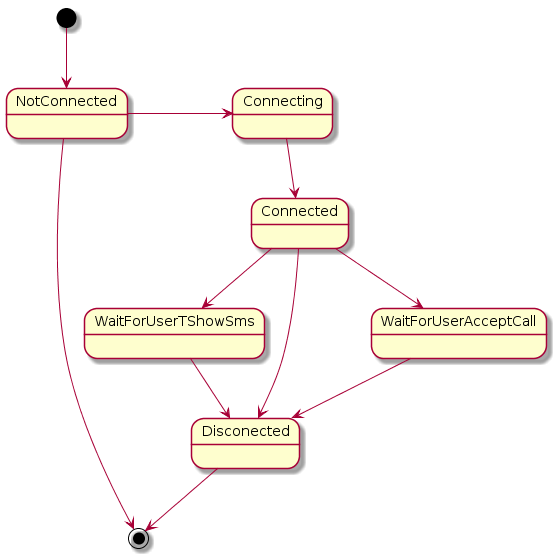 NotConnected
Connecting
Connected
WaitForUserTShowSms
WaitForUserAcceptCall
Disconected